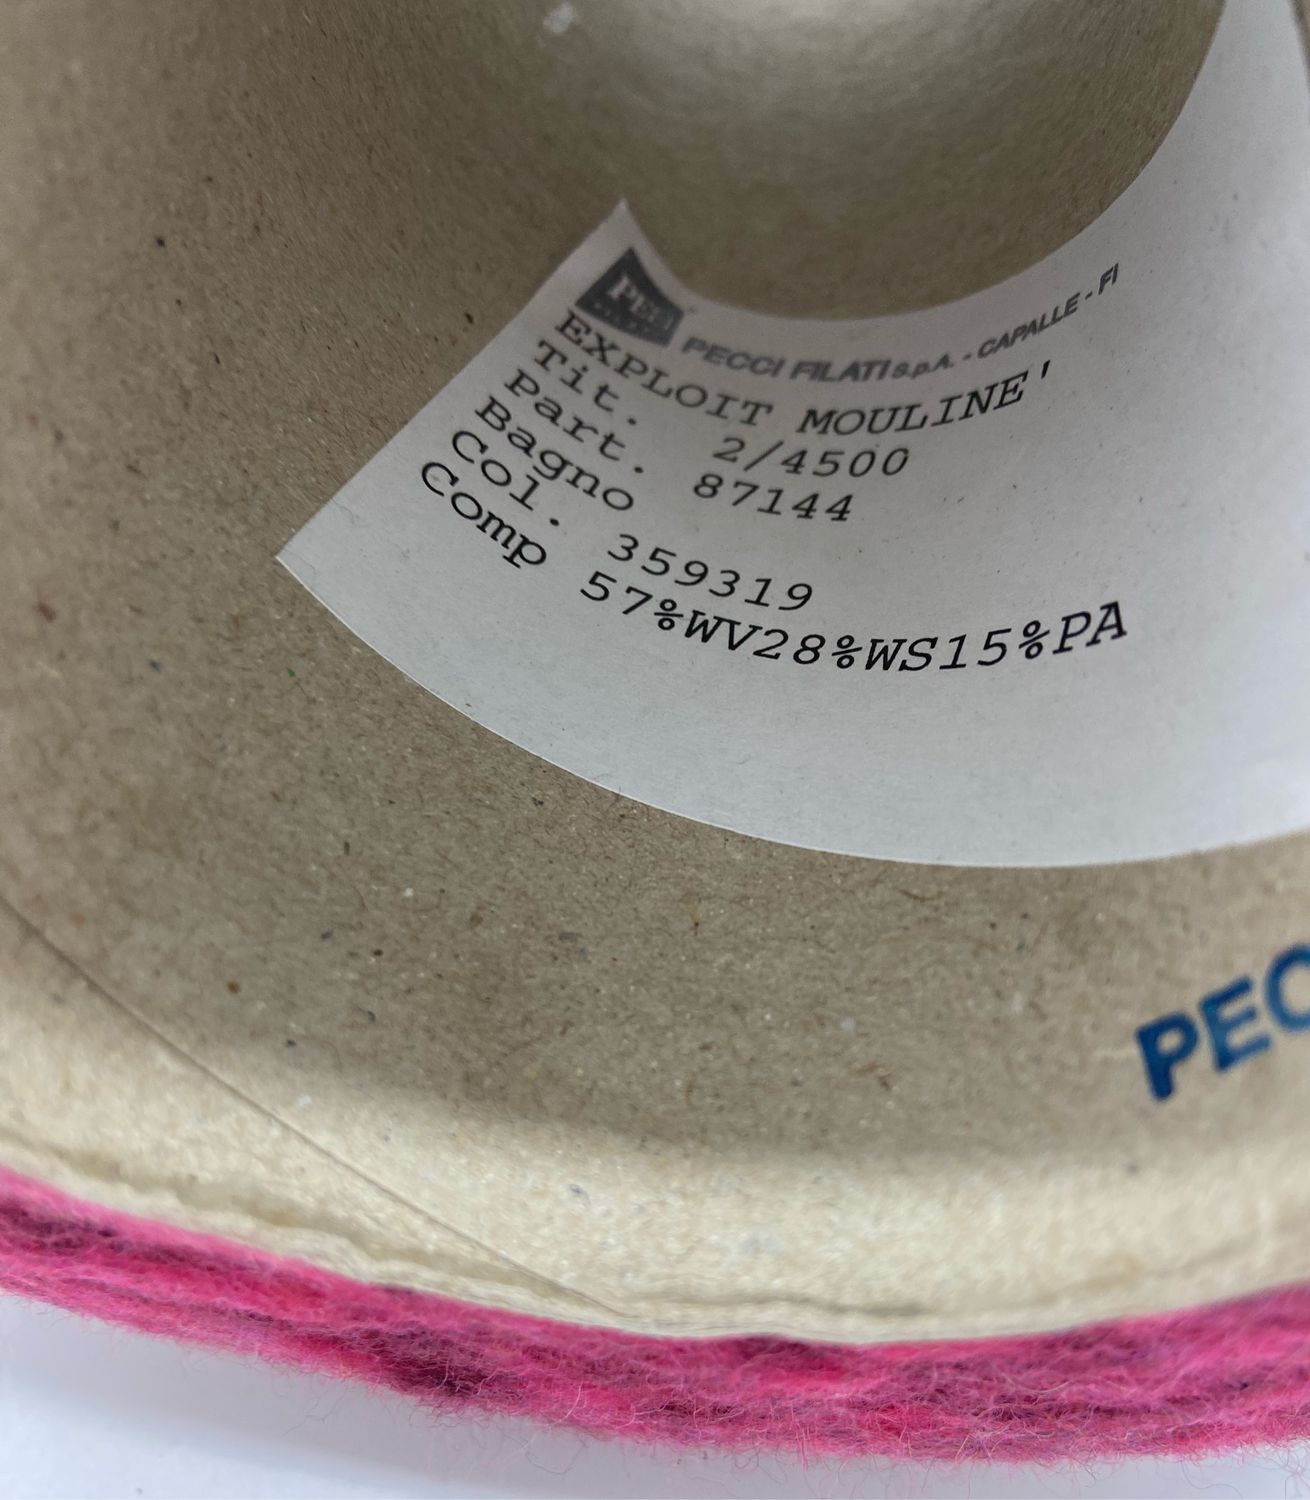 PECCI
PECCI FILATI S.p.A. - CAPALLE - FI
EXPLOIT MOULINE'
Tit. 2/4500
Part. 87144
Bagno
Col. 359319
Comp 57%WV28%WS15%PA
PEC